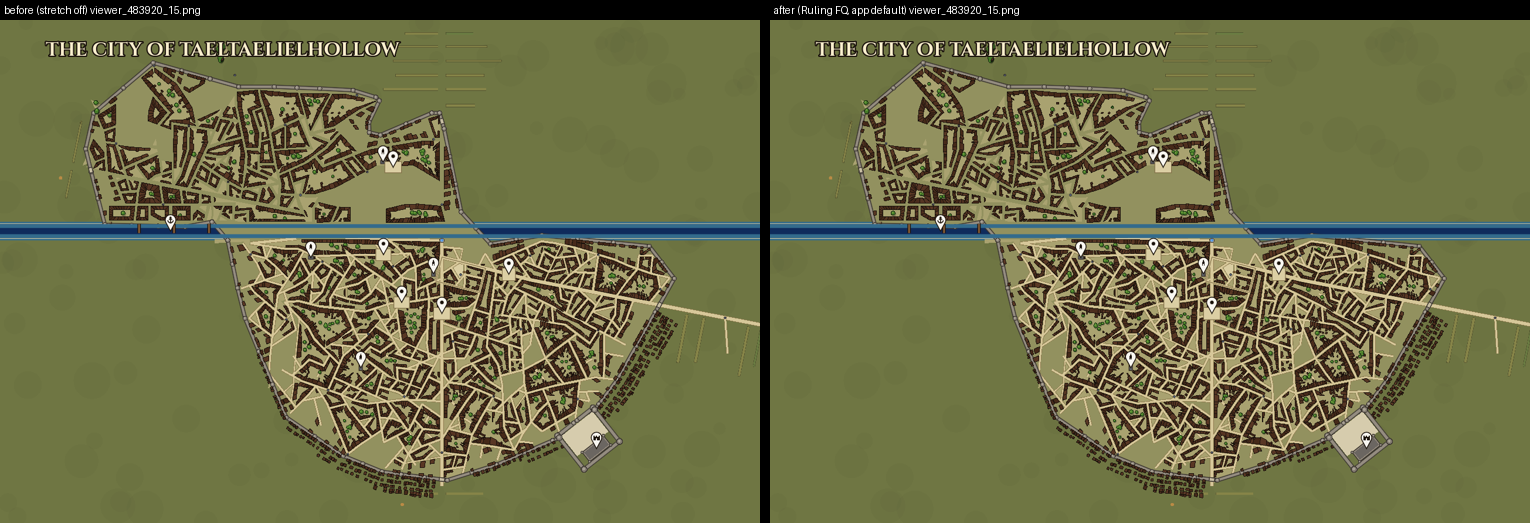 before (stretch off) viewer_483920_15.png
after (Ruling FQ, app default) viewer_483920_15.png
THE CITY OF TAELTAELIELHOLLOW
THE CITY OF TAELTAELIELHOLLOW